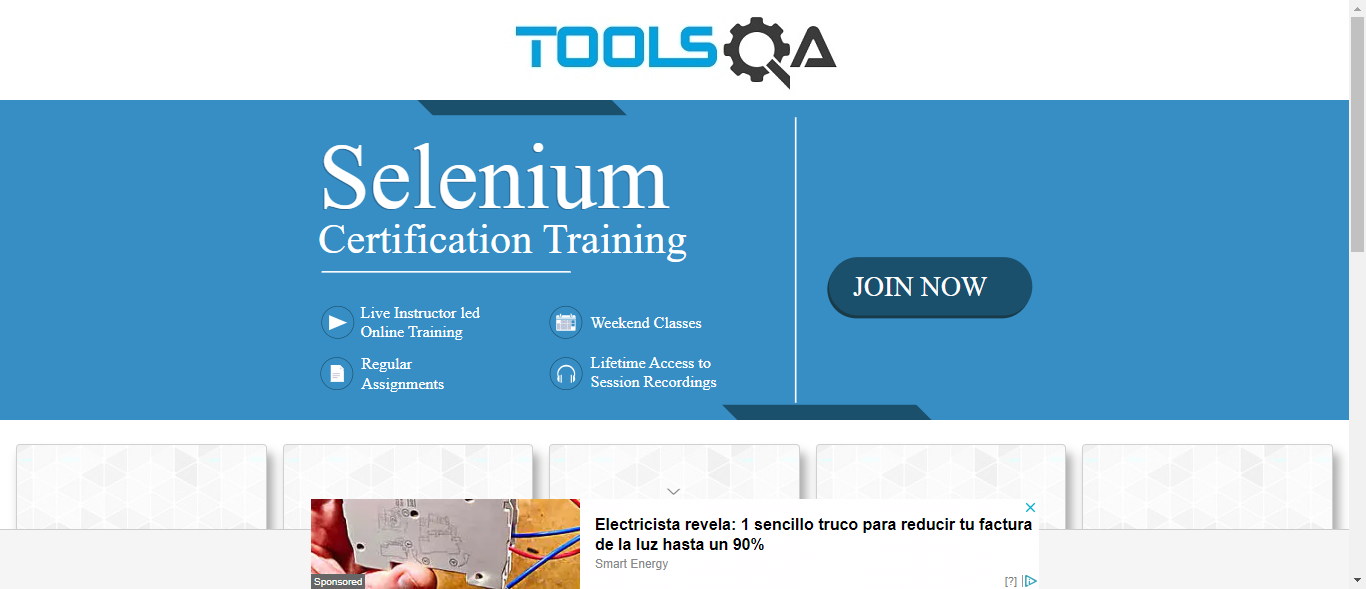 TOOLSQA
Selenium
Certification Training
Live Instructor led
Online Training
Weekend Classes
Regular
Assignments
Lifetime Access to
Session Recordings
JOIN NOW
Electricista revela: 1 sencillo truco para reducir tu factura
de la luz hasta un 90%
Smart Energy
Sponsored
[?]